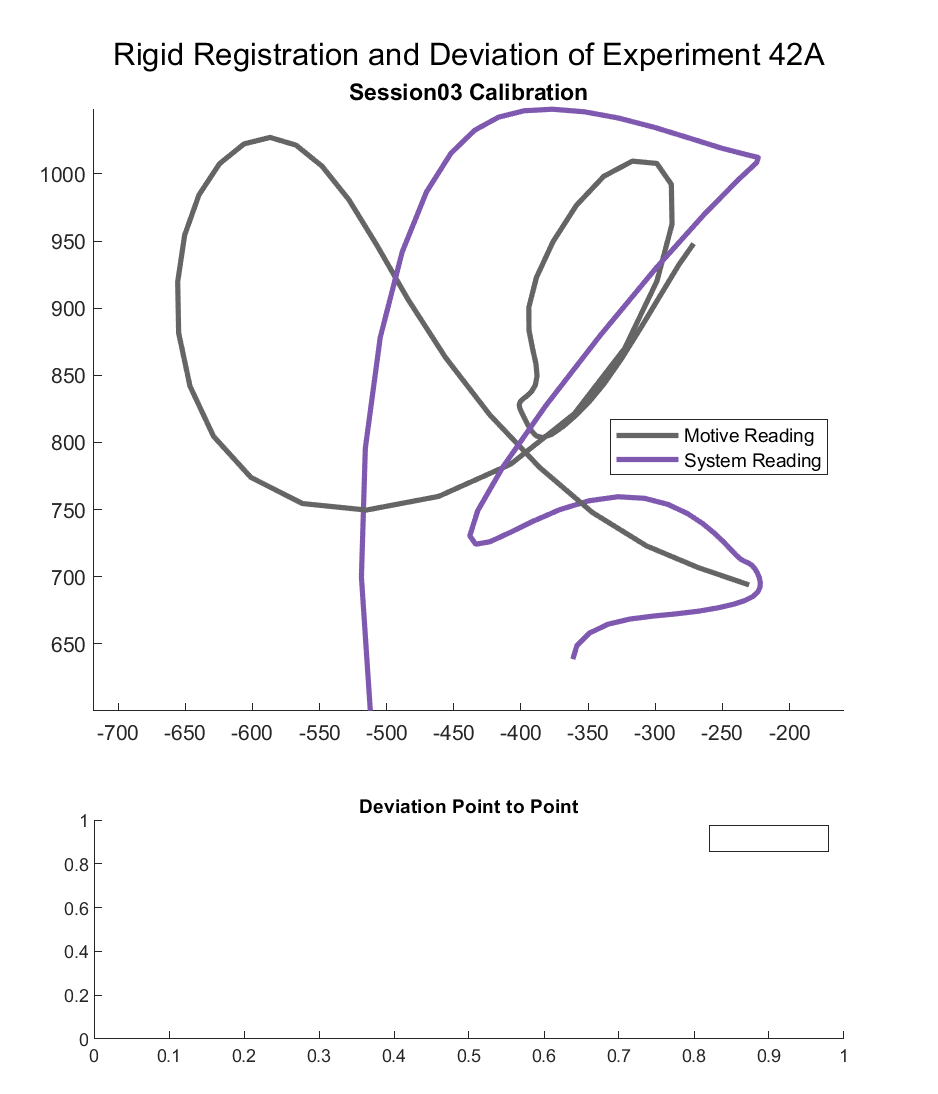 Rigid Registration and Deviation of Experiment 42A
Session03 Calibration
1000
950
900
850
800
750
700
650
Motive Reading
System Reading
-700 -650 -600 -550 -500 -450 -400 -350 -300 -250 -200
Deviation Point to Point
1
0.8
0.6
0.4
0.2
0
0 0.1 0.2 0.3 0.4 0.5 0.6 0.7 0.8 0.9 1